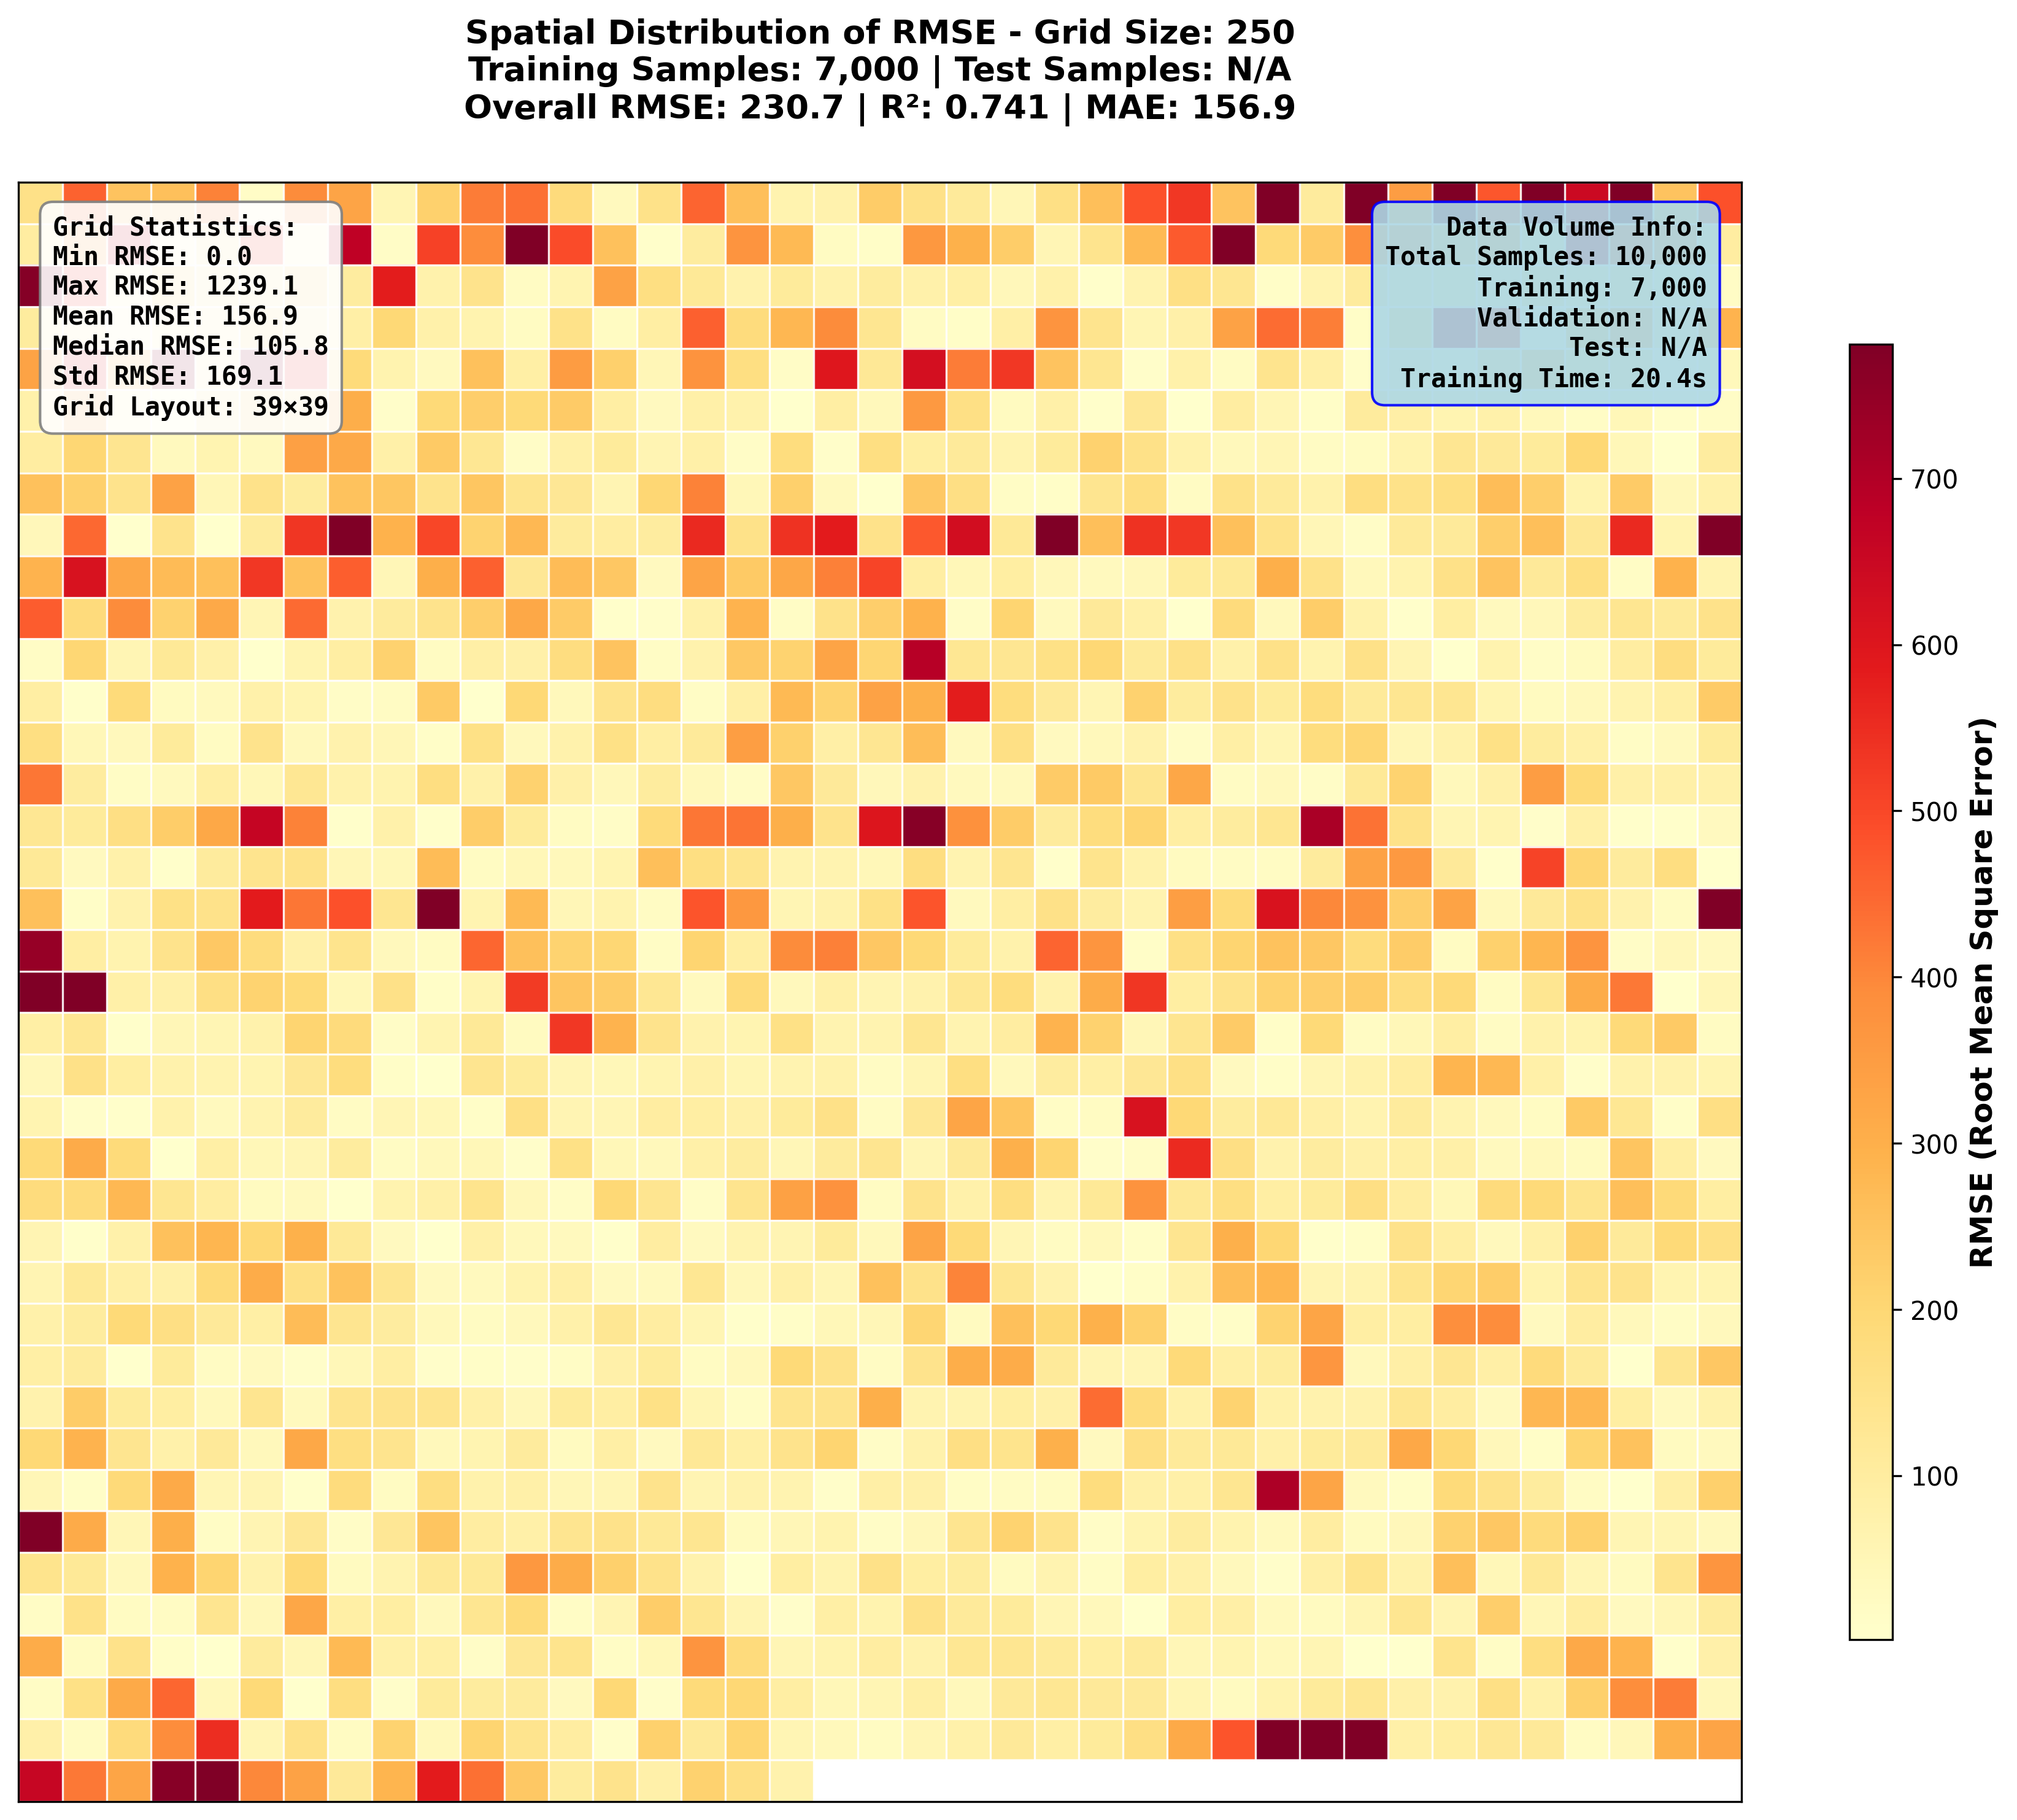 Spatial Distribution of RMSE - Grid Size: 250
Training Samples: 7,000 | Test Samples: N/A
Overall RMSE: 230.7 | R²: 0.741 | MAE: 156.9
Grid Statistics:
Min RMSE: 0.0
Max RMSE: 1239.1
Mean RMSE: 156.9
Median RMSE: 105.8
Std RMSE: 169.1
Grid Layout: 39×39
Data Volume Info:
Total Samples: 10,000
Training: 7,000
Validation: N/A
Test: N/A
Training Time: 20.4s
700
600
500
400
300
200
100
RMSE (Root Mean Square Error)